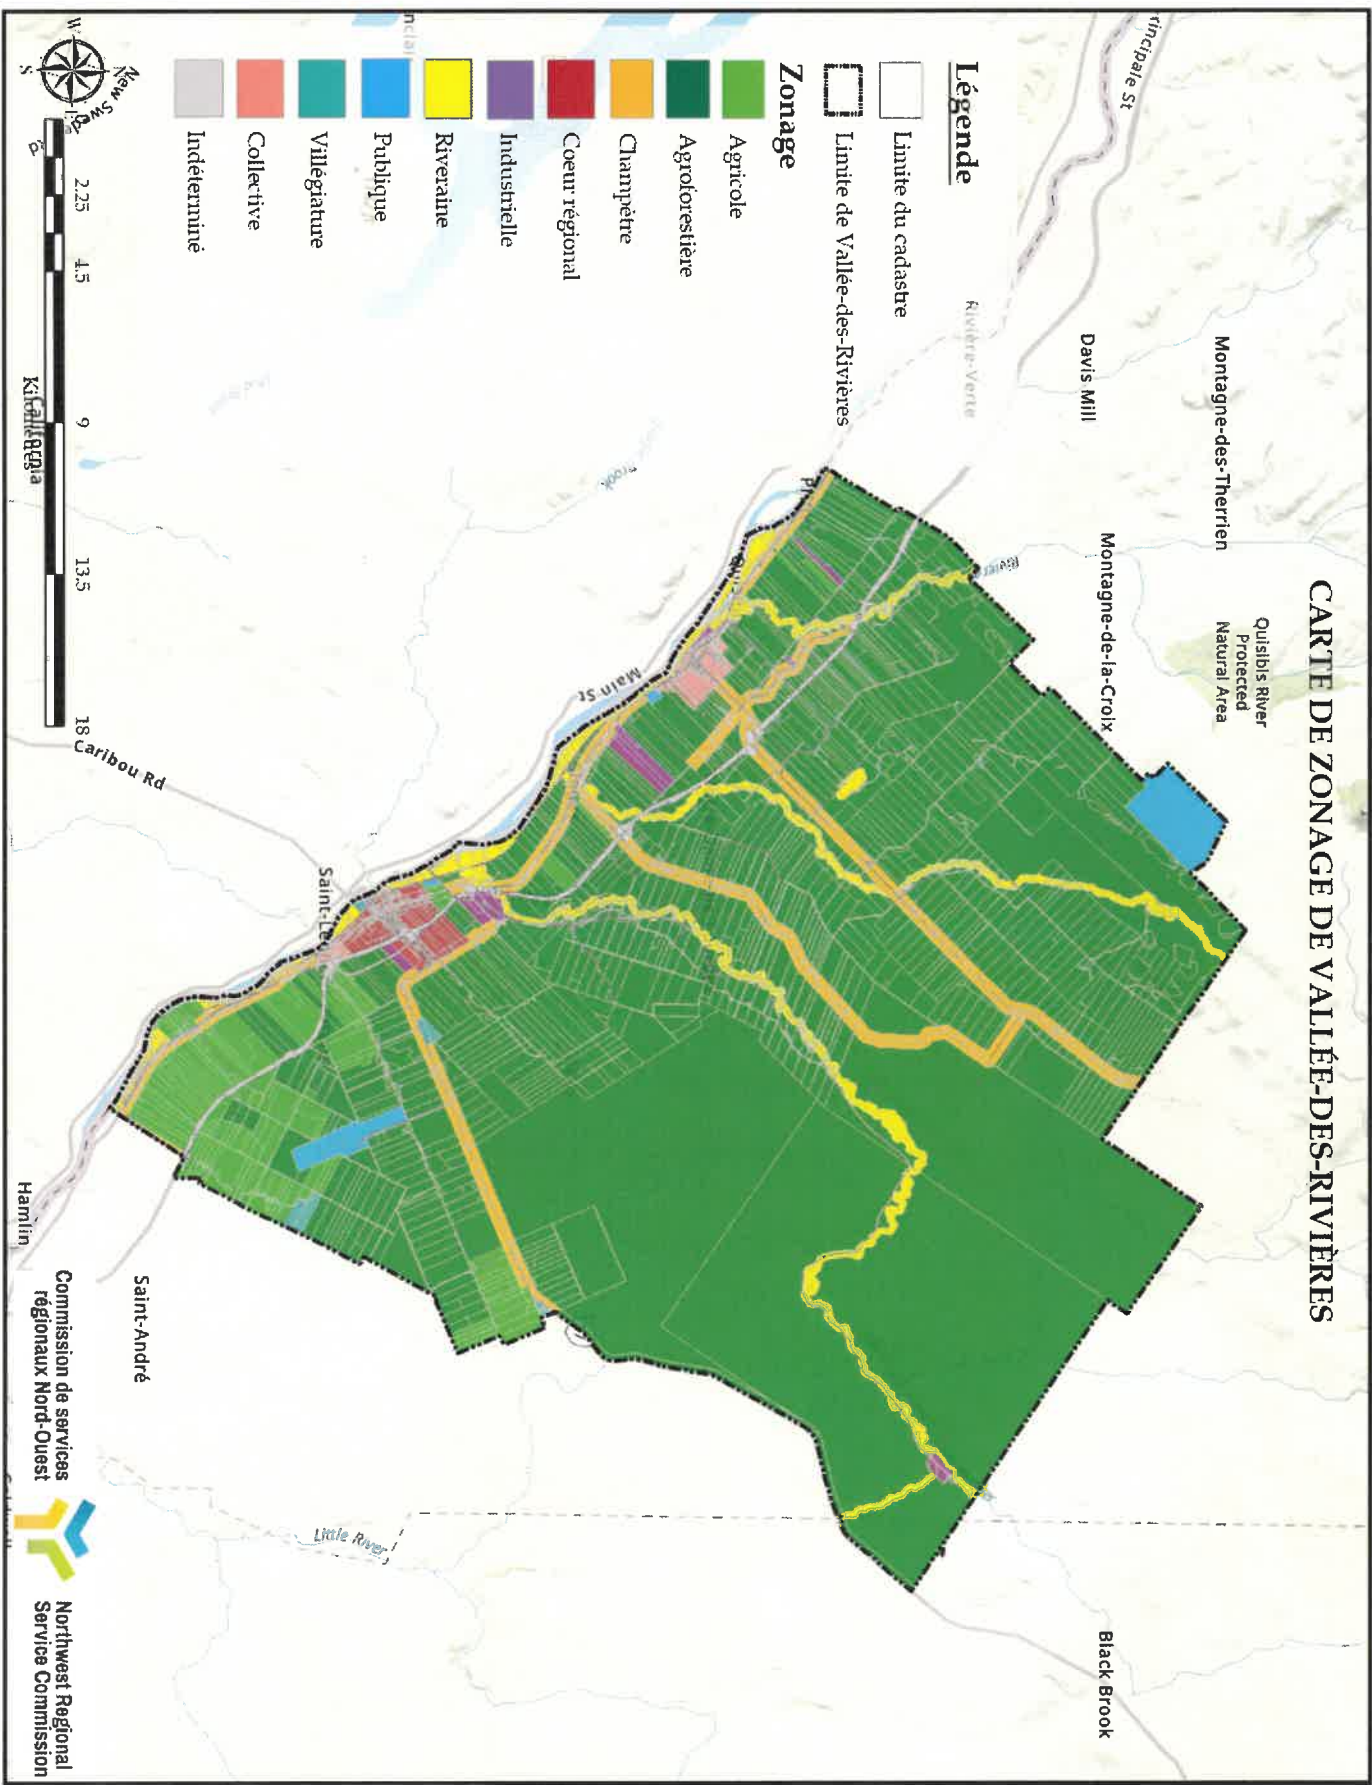 CARTE DE ZONAGE DE VALLÉE-DES-RIVIÈRES
Légende
Limite du cadastre
Limite de Vallée-des-Rivières
Zonage
Agricole
Agroforestière
Champêtre
Coeur régional
Industrielle
Riveraine
Publique
Villégiature
Collective
Indéterminé
W
S
2.25
4.5
9
13.5
18
Kilomètres
California
Montagne-des-Therrien
Davis Mill
Rivière-Verte
Montagne-de-la-Croix
Quisibis River
Protected
Natural Area
Main St
Caribou Rd
Hamlin
Saint-André
Little River
Black Brook
Commission de services
régionaux Nord-Ouest
Northwest Regional
Service Commission